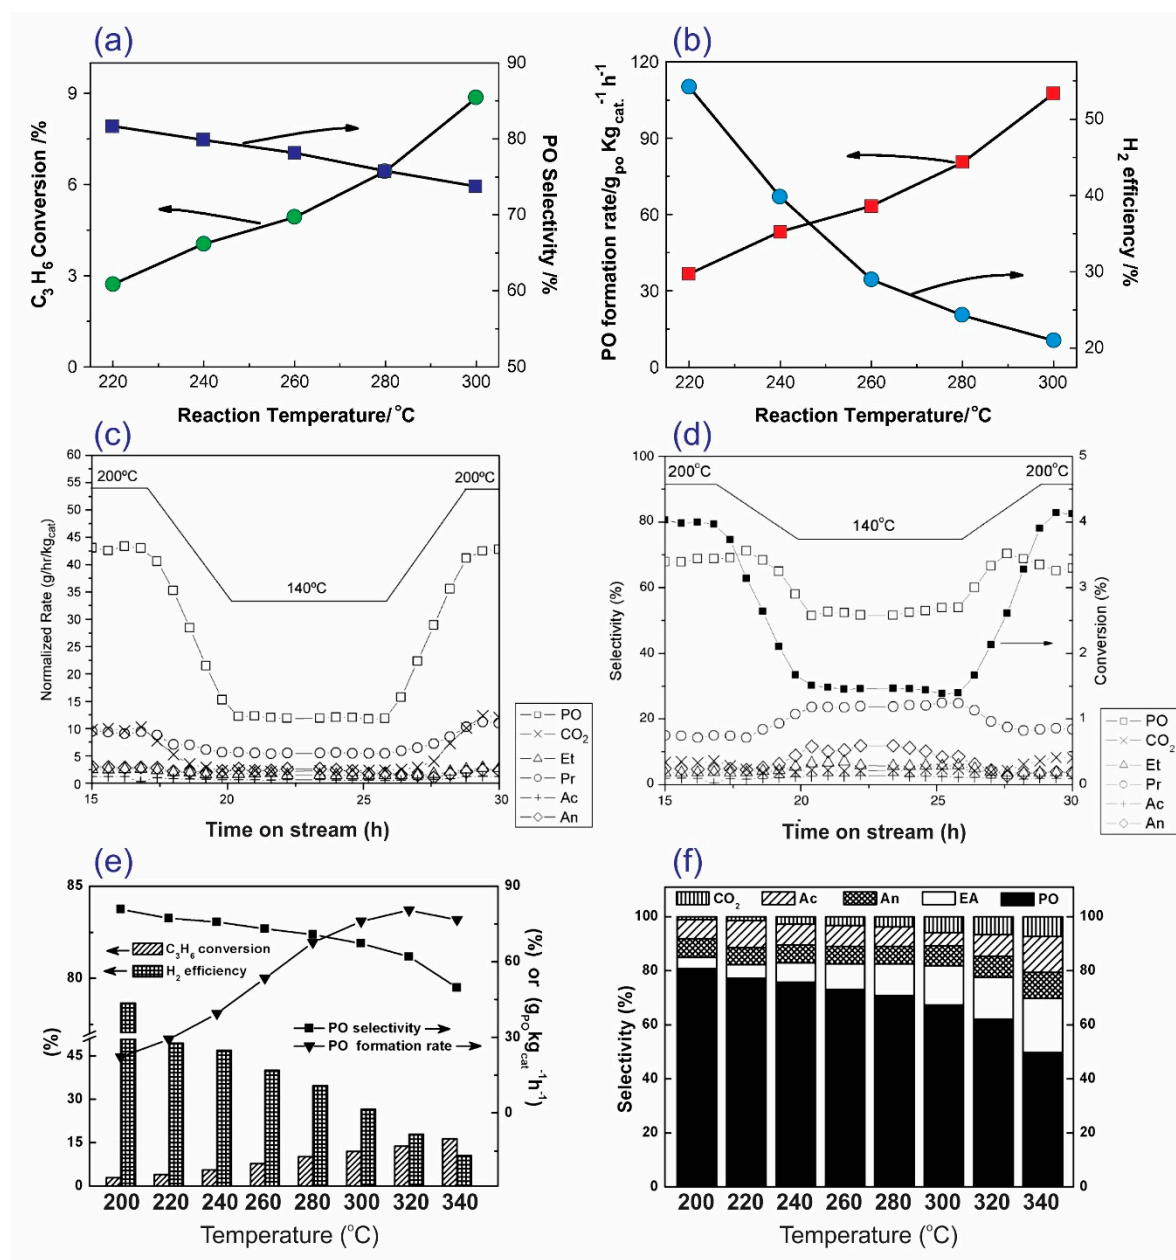 (a)
90
9
80
6
70
3
60
0
50
220 240 260 280 300
C3 H6 Conversion /%
PO Selectivity /%
Reaction Temperature/°C
(b)
120
90
60
30
0
50
40
30
20
220 240 260 280 300
PO formation rate/gpo Kgcat.-1 h-1
H2 efficiency /%
Reaction Temperature/°C
(c)
60
55
50
45
40
35
30
25
20
15
10
5
0
200ºC
200ºC
140ºC
15 20 25 30
Normalized Rate (g/hr/kgcat)
Time on stream (h)
PO
CO2
Et
Pr
Ac
An
(d)
100
80
60
40
20
0
5
4
3
2
1
0
200°C
200°C
140°C
15 20 25 30
Selectivity (%)
Conversion (%)
Time on stream (h)
PO
CO2
Et
Pr
Ac
An
(e)
85
80
45
30
15
0
90
60
30
0
C3H6 conversion
H2 efficiency
PO selectivity
PO formation rate
(%)
(%) or (gPO kgcat-1h-1)
200 220 240 260 280 300 320 340
Temperature (°C)
(f)
CO2 Ac An EA PO
100
80
60
40
20
0
100
80
60
40
20
0
Selectivity (%)
200 220 240 260 280 300 320 340
Temperature (°C)